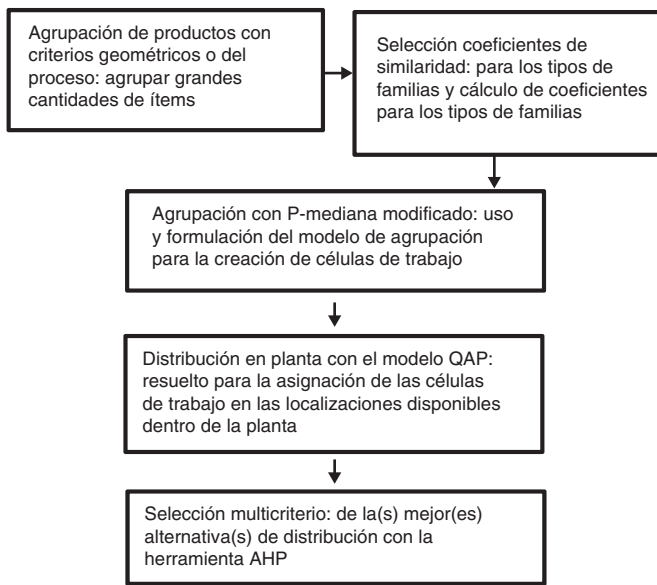 Agrupación de productos con
criterios geométricos o del
proceso: agrupar grandes
cantidades de ítems
Selección coeficientes de
similaridad: para los tipos de
familias y cálculo de coeficientes
para los tipos de familias
Agrupación con P-mediana modificado: uso
y formulación del modelo de agrupación
para la creación de células de trabajo
Distribución en planta con el modelo QAP:
resuelto para la asignación de las células
de trabajo en las localizaciones disponibles
dentro de la planta
Selección multicriterio: de la(s) mejor(es)
alternativa(s) de distribución con la
herramienta AHP